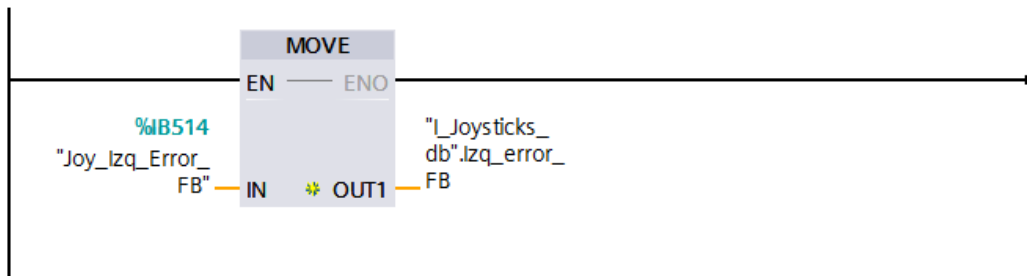 MOVE
EN
ENO
%IB514
"Joy_Izq_Error_
FB"
IN
OUT1
"I_Joysticks_
db".Izq_error_
FB